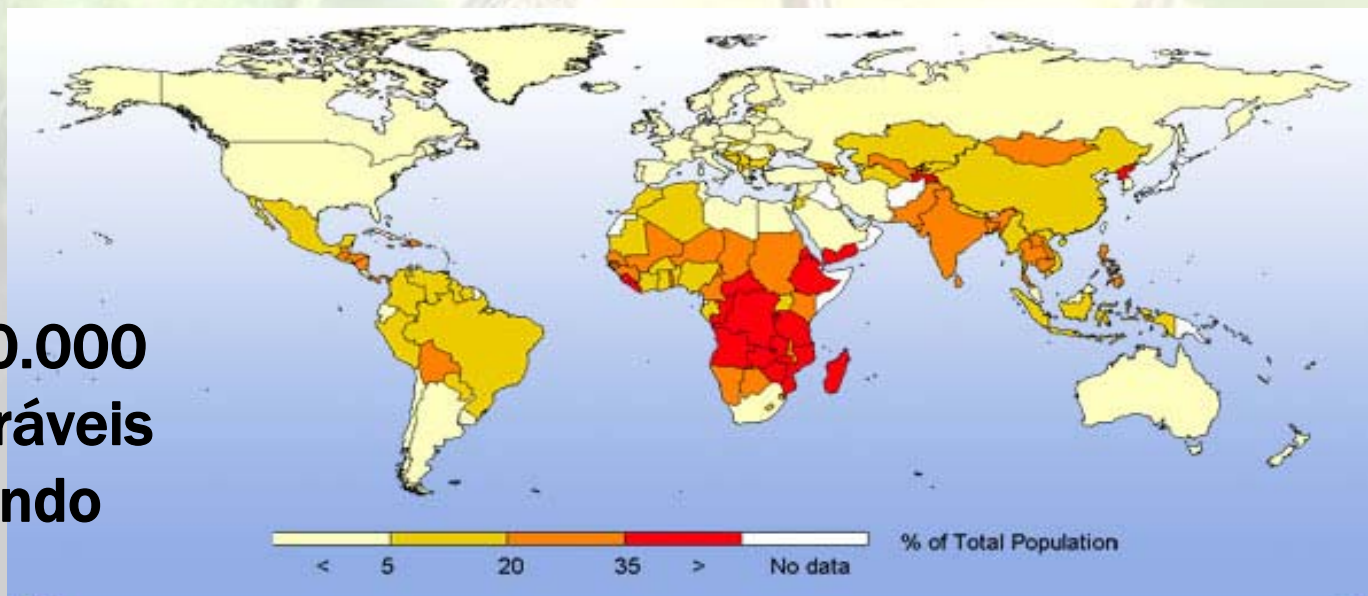 0.000
ráveis
ndo
% of Total Population
< 5 20 35 > No data